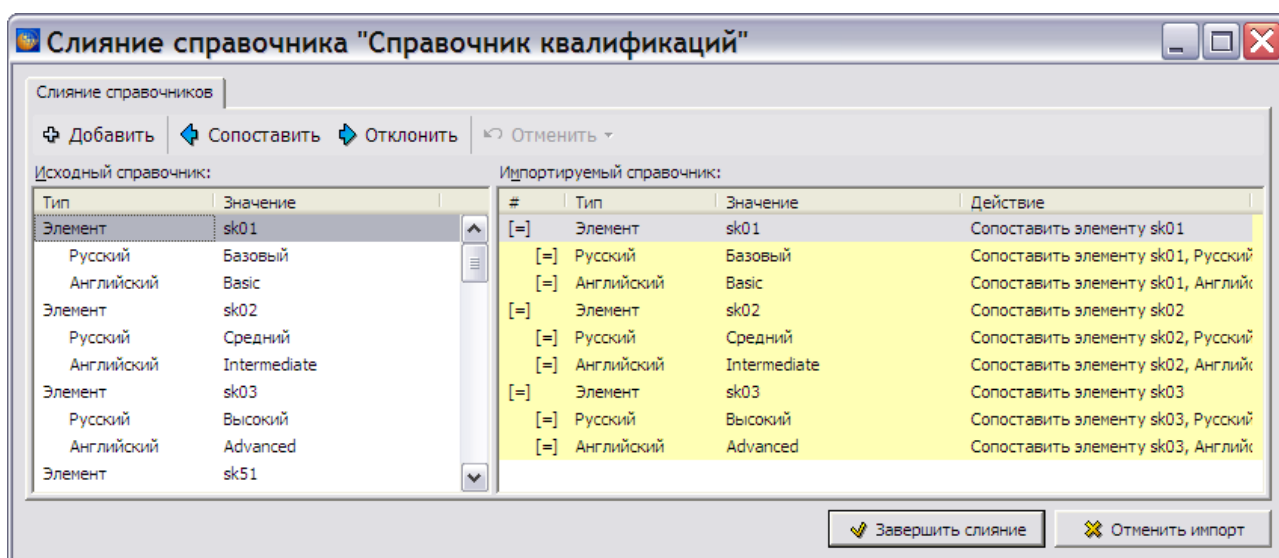 Слияние справочника "Справочник квалификаций"
Слияние справочников
Добавить Сопоставить Отклонить Отменить
Исходный справочник: Импортируемый справочник:
Тип Значение # Тип Значение Действие
Элемент sk01 [=] Элемент sk01 Сопоставить элементу sk01
Русский Базовый [=] Русский Базовый Сопоставить элементу sk01, Русский
Английский Basic [=] Английский Basic Сопоставить элементу sk01, Английс
Элемент sk02 [=] Элемент sk02 Сопоставить элементу sk02
Русский Средний [=] Русский Средний Сопоставить элементу sk02, Русский
Английский Intermediate [=] Английский Intermediate Сопоставить элементу sk02, Английс
Элемент sk03 [=] Элемент sk03 Сопоставить элементу sk03
Русский Высокий [=] Русский Высокий Сопоставить элементу sk03, Русский
Английский Advanced [=] Английский Advanced Сопоставить элементу sk03, Английс
Элемент sk51
Завершить слияние Отменить импорт